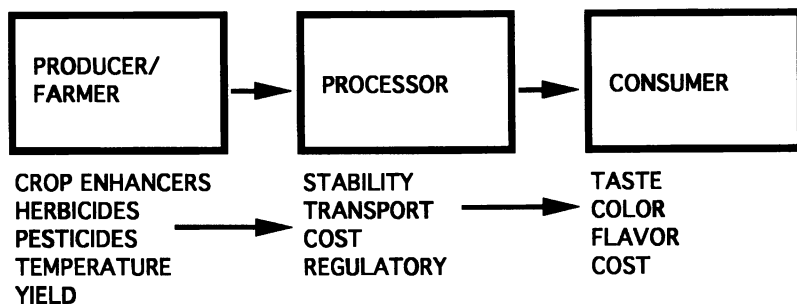 PRODUCER/
FARMER
PROCESSOR
CONSUMER
CROP ENHANCERS
HERBICIDES
PESTICIDES
TEMPERATURE
YIELD
STABILITY
TRANSPORT
COST
REGULATORY
TASTE
COLOR
FLAVOR
COST